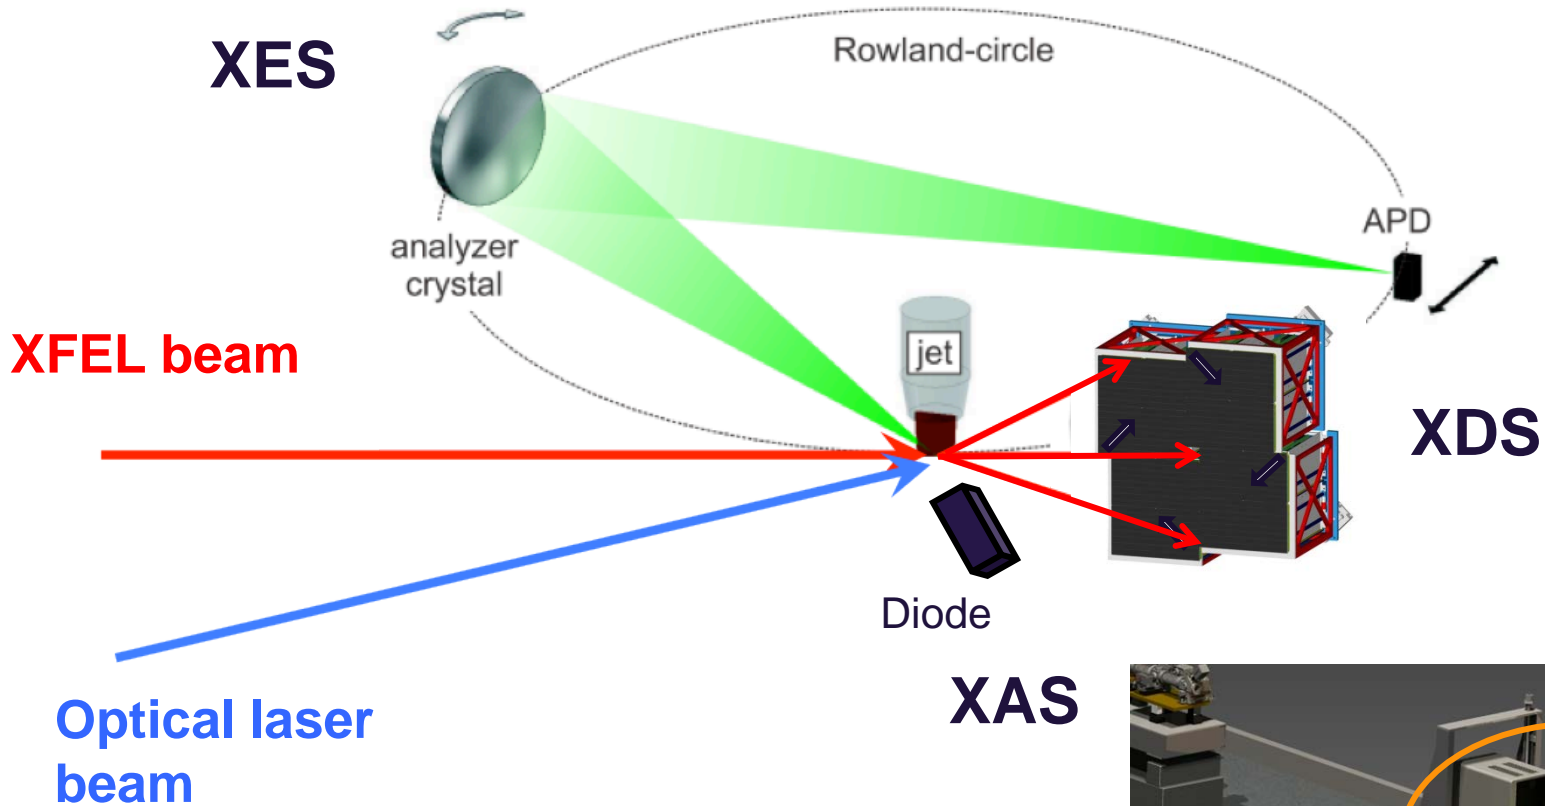 XES
Rowland-circle
APD
analyzer
crystal
XFEL beam
jet
XDS
Diode
XAS
Optical laser
beam